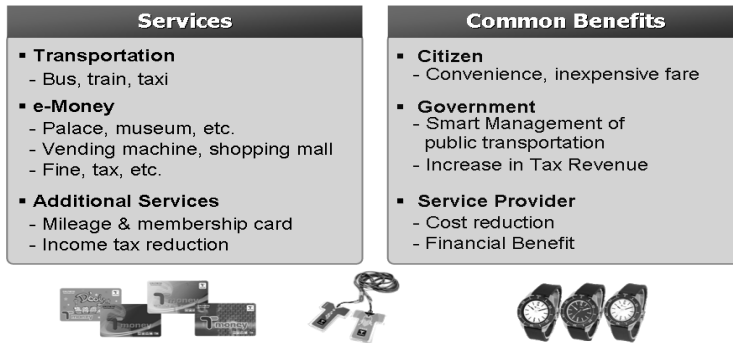 Services
▪ Transportation
- Bus, train, taxi
▪ e-Money
- Palace, museum, etc.
- Vending machine, shopping mall
- Fine, tax, etc.
▪ Additional Services
- Mileage & membership card
- Income tax reduction
Common Benefits
▪ Citizen
- Convenience, inexpensive fare
▪ Government
- Smart Management of
public transportation
- Increase in Tax Revenue
▪ Service Provider
- Cost reduction
- Financial Benefit
Tmoney
Tmoney